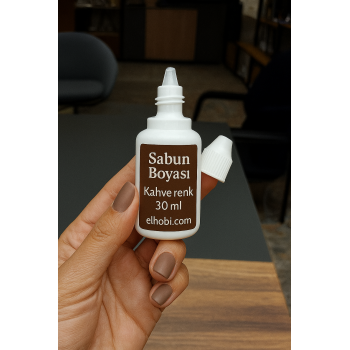 Sabun
Boyası
Kahve renk
30 ml
elhobi.com